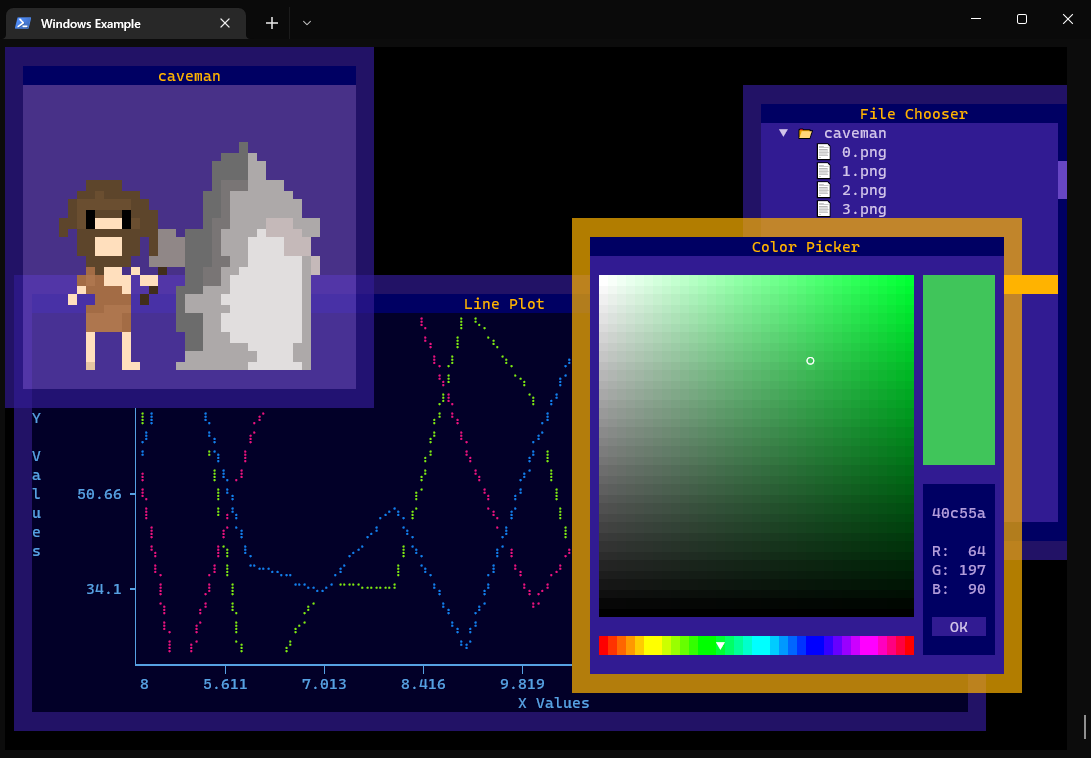 Windows Example
caveman
File Chooser
caveman
0.png
1.png
2.png
3.png
Color Picker
40c55a
R: 64
G: 197
B: 90
OK
Line Plot
Y Values
50.66
34.1
8 5.611 7.013 8.416 9.819
X Values